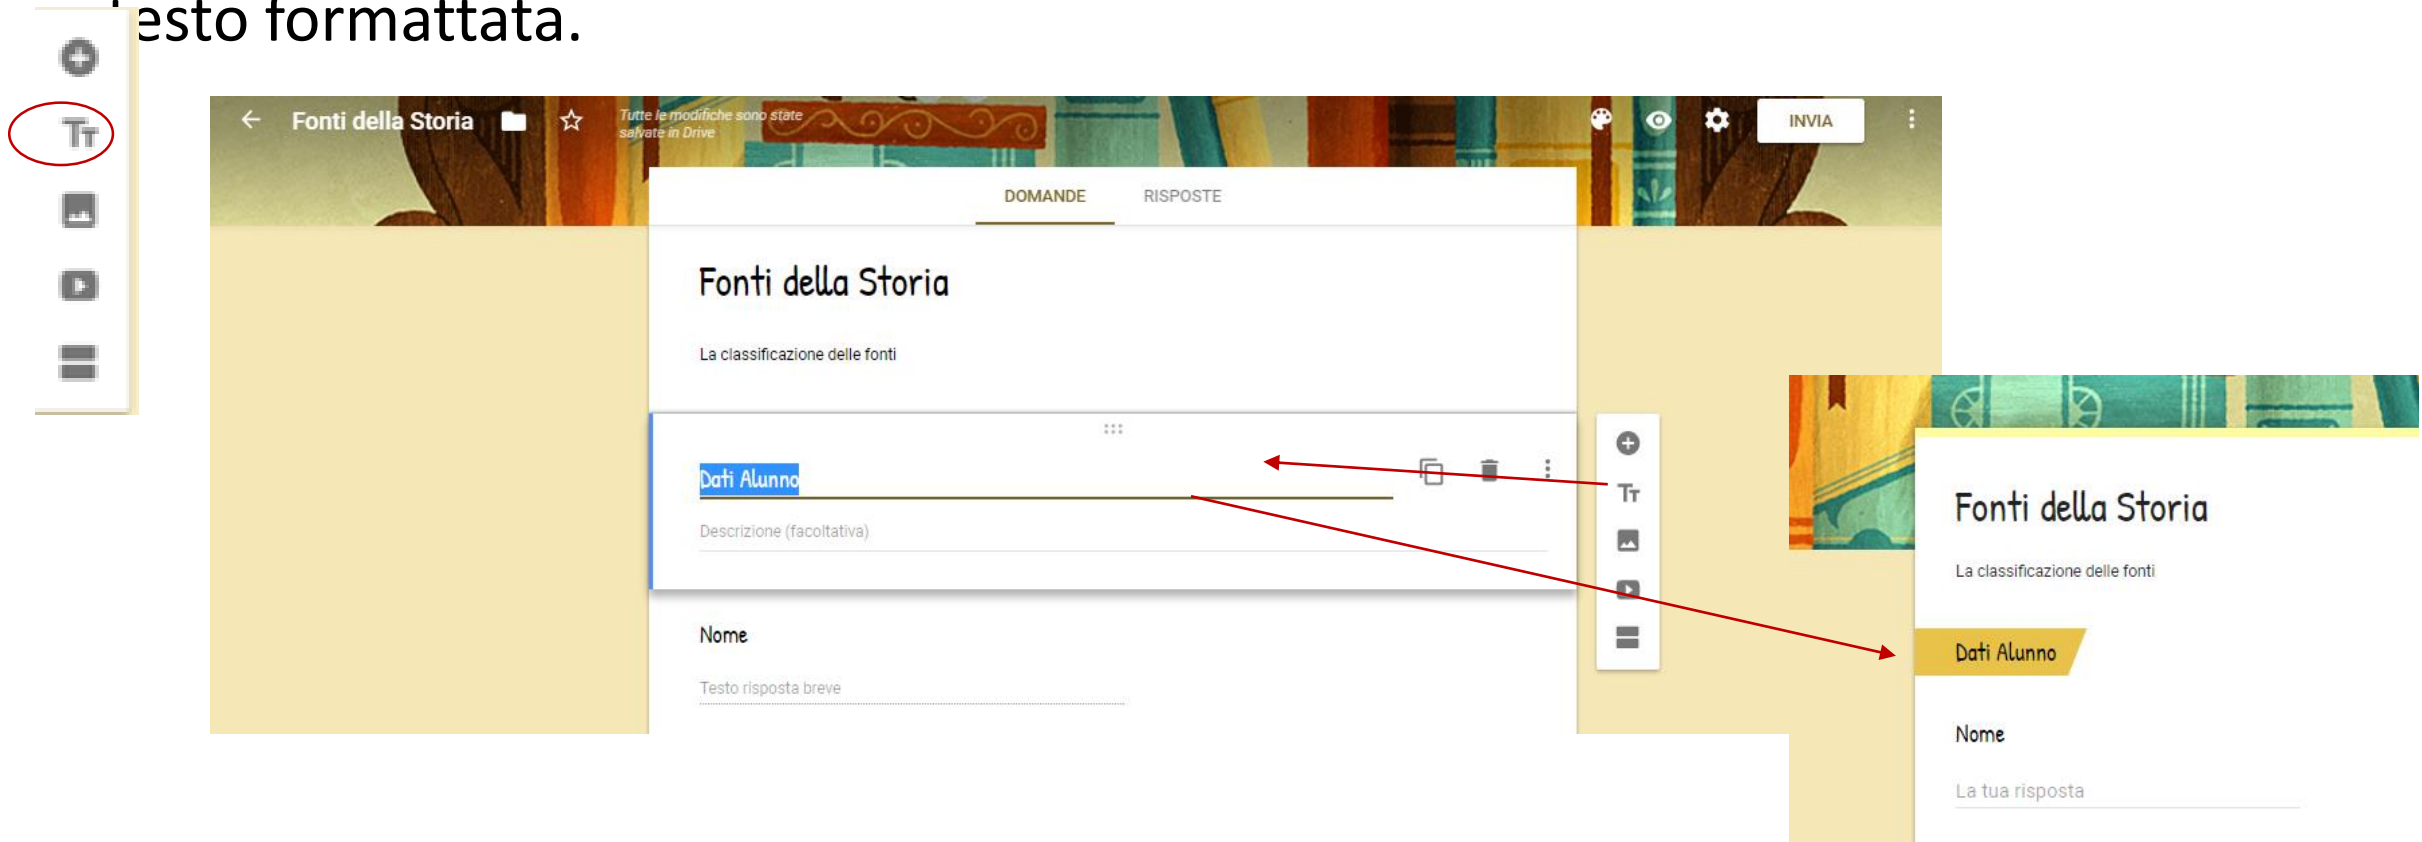 testo formattata.
Fonti della Storia
Tutte le modifiche sono state
salvate in Drive
INVIA
DOMANDE RISPOSTE
Fonti della Storia
La classificazione delle fonti
Dati Alunno
Descrizione (facoltativa)
Nome
Testo risposta breve
Fonti della Storia
La classificazione delle fonti
Dati Alunno
Nome
La tua risposta